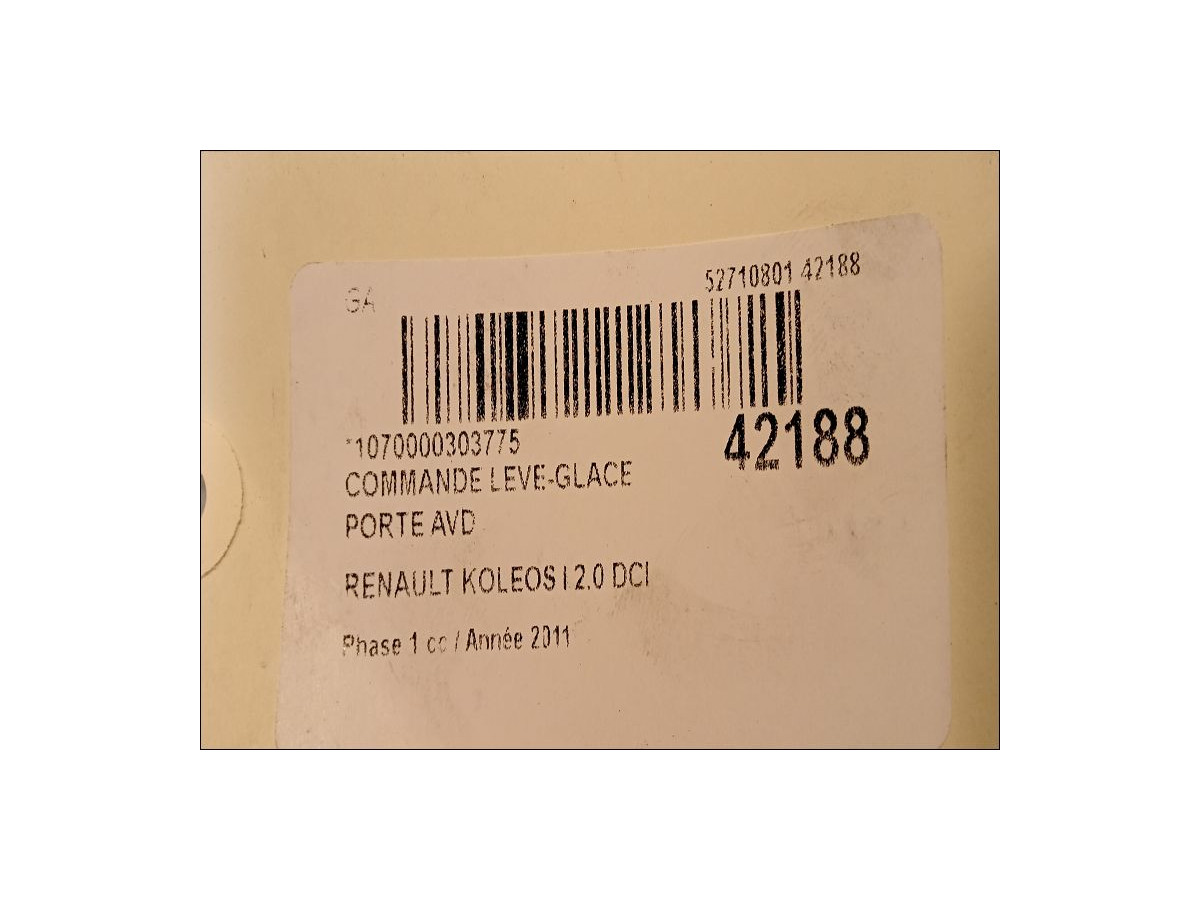 GA
52710801 42188
*1070000303775
42188
COMMANDE LEVE-GLACE
PORTE AVD
RENAULT KOLEOS I 2.0 DCI
Phase 1 cc / Année 2011